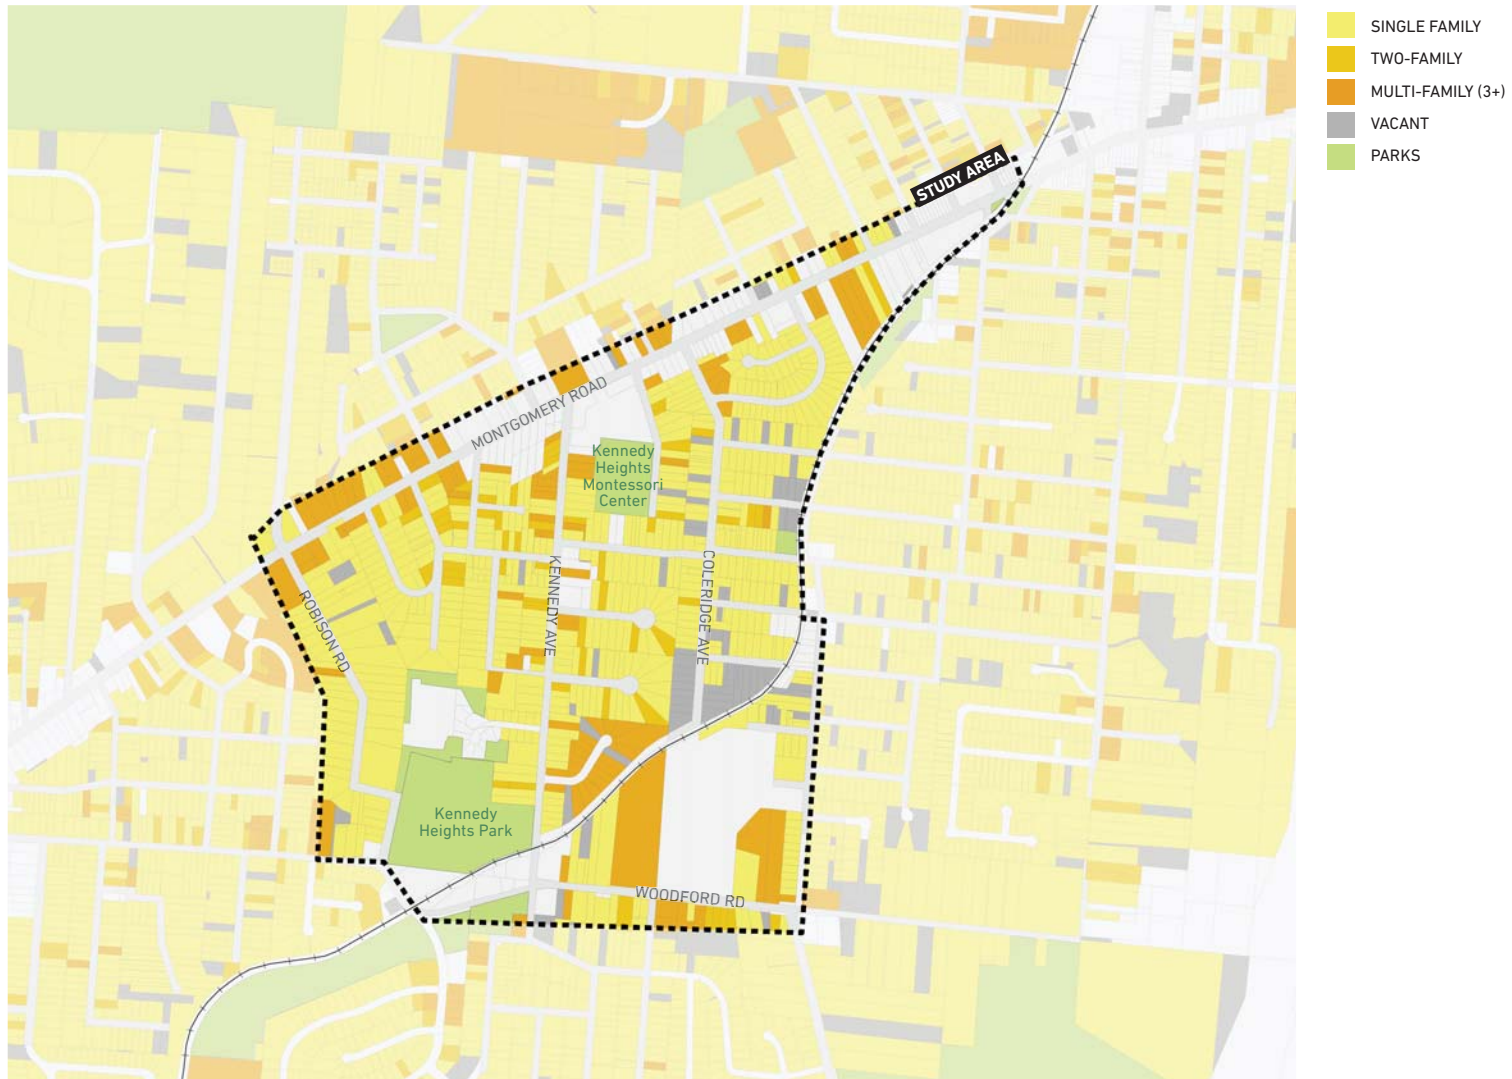 SINGLE FAMILY
TWO-FAMILY
MULTI-FAMILY (3+)
VACANT
PARKS
STUDY AREA
MONTGOMERY ROAD
Kennedy
Heights
Montessori
Center
KENNEDY AVE
COLERIDGE AVE
ROBISON RD
Kennedy
Heights Park
WOODFORD RD